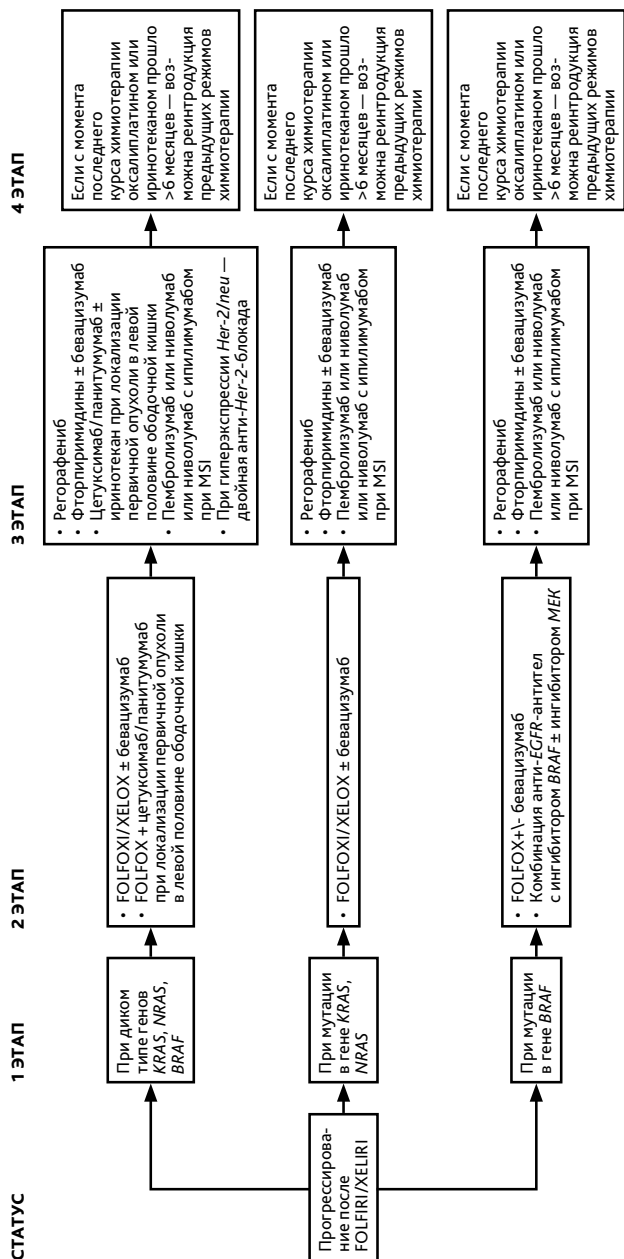 СТАТУС
1 ЭТАП
2 ЭТАП
3 ЭТАП
4 ЭТАП
Прогрессирова-
ние после
FOLFIRI/XELIRI
При диком
типе генов
KRAS, NRAS,
BRAF
• FOLFOXI/XELOX ± бевацизумаб
• FOLFOX + цетуксимаб/панитумумаб
при локализации первичной опухоли
в левой половине ободочной кишки
• Регорафениб
• Фторпиримидины ± бевацизумаб
• Цетуксимаб/панитумумаб ±
иринотекан при локализации
первичной опухоли в левой
половине ободочной кишки
• Пембролизумаб или ниволумаб
или ниволумаб с ипилимумабом
при MSI
• При гиперэкспрессии Her-2/neu —
двойная анти-Her-2-блокада
Если с момента
последнего
курса химиотерапии
оксалиплатином или
иринотеканом прошло
>6 месяцев — воз-
можна реинтродукция
предыдущих режимов
химиотерапии
При мутации
в гене KRAS,
NRAS
• FOLFOXI/XELOX ± бевацизумаб
• Регорафениб
• Фторпиримидины ± бевацизумаб
• Пембролизумаб или ниволумаб
или ниволумаб с ипилимумабом
при MSI
Если с момента
последнего
курса химиотерапии
оксалиплатином или
иринотеканом прошло
>6 месяцев — воз-
можна реинтродукция
предыдущих режимов
химиотерапии
При мутации
в гене BRAF
• FOLFOX+\- бевацизумаб
• Комбинация анти-EGFR-антител
с ингибитором BRAF ± ингибитором MEK
• Регорафениб
• Фторпиримидины ± бевацизумаб
• Пембролизумаб или ниволумаб
или ниволумаб с ипилимумабом
при MSI
Если с момента
последнего
курса химиотерапии
оксалиплатином или
иринотеканом прошло
>6 месяцев — воз-
можна реинтродукция
предыдущих режимов
химиотерапии